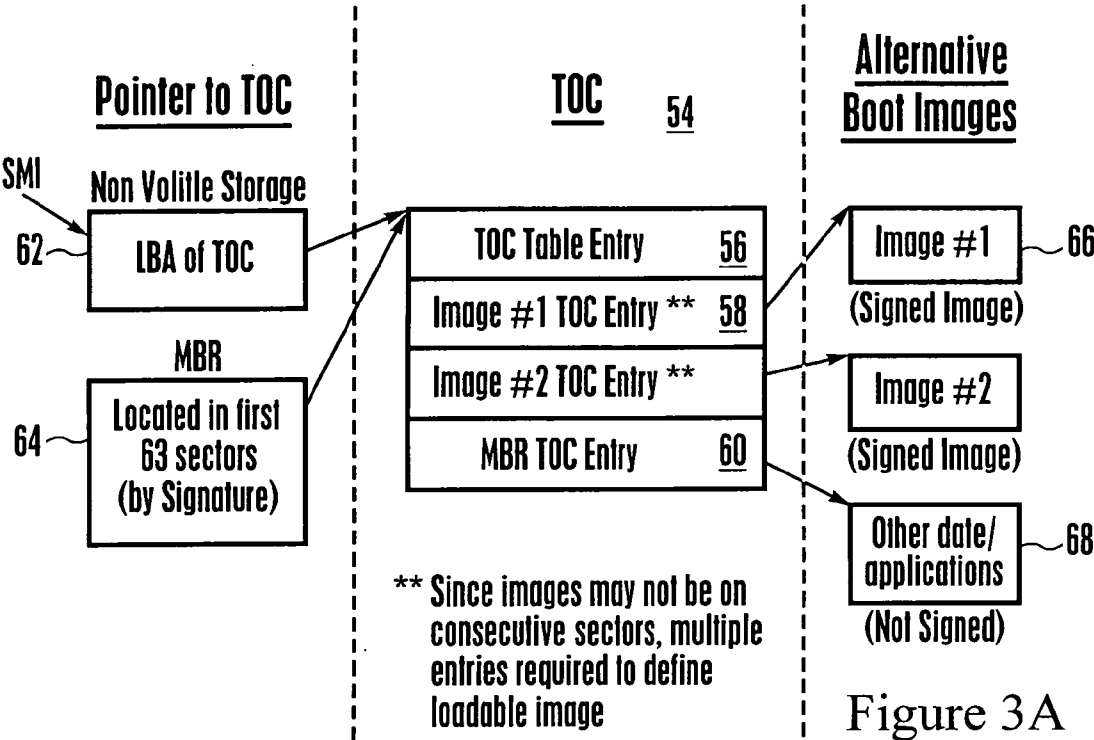 Pointer to TOC
SMI
Non Volitle Storage
62
LBA of TOC
MBR
64
Located in first
63 sectors
(by Signature)
TOC
54
TOC Table Entry 56
Image #1 TOC Entry ** 58
Image #2 TOC Entry **
MBR TOC Entry 60
** Since images may not be on
consecutive sectors, multiple
entries required to define
loadable image
Alternative
Boot Images
Image #1
66
(Signed Image)
Image #2
(Signed Image)
Other date/
applications
68
(Not Signed)
Figure 3A